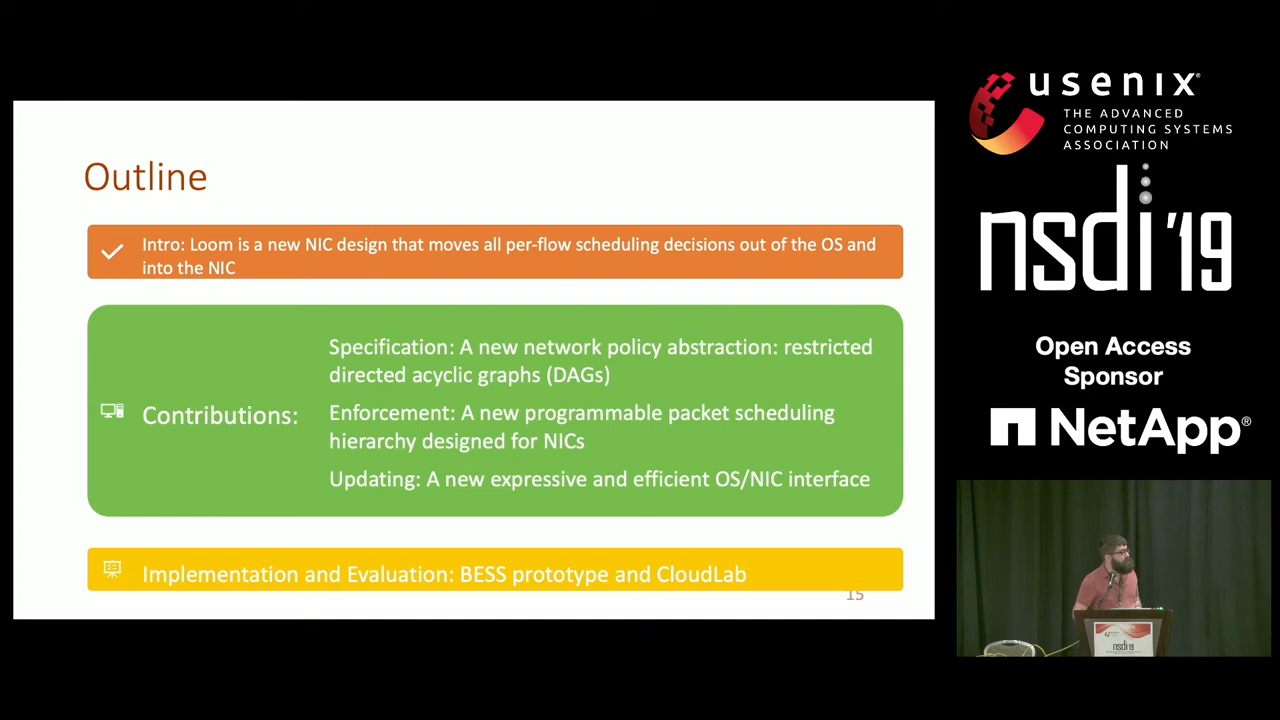 Outline
Intro: Loom is a new NIC design that moves all per-flow scheduling decisions out of the OS and
into the NIC
Contributions:
Specification: A new network policy abstraction: restricted
directed acyclic graphs (DAGs)
Enforcement: A new programmable packet scheduling
hierarchy designed for NICs
Updating: A new expressive and efficient OS/NIC interface
Implementation and Evaluation: BESS prototype and CloudLab
15
usenix®
THE ADVANCED
COMPUTING SYSTEMS
ASSOCIATION
nsdi '19
Open Access
Sponsor
NetApp®
usenix
nsdi '19